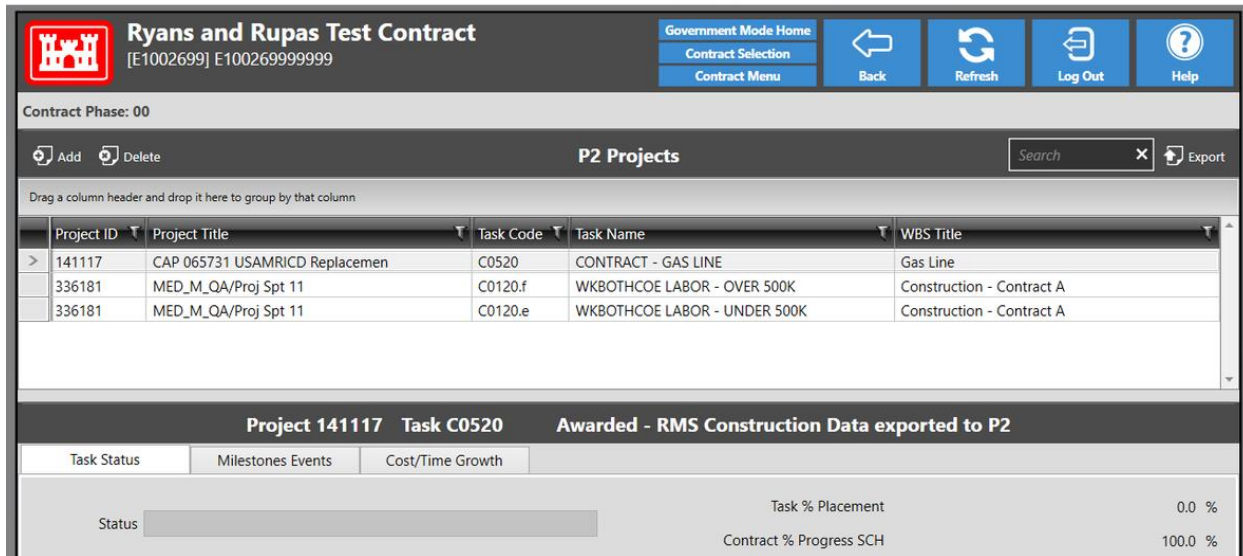 Ryans and Rupas Test Contract
[E1002699] E100269999999
Government Mode Home
Contract Selection
Contract Menu
Back
Refresh
Log Out
Help
Contract Phase: 00
Add Delete P2 Projects Search Export
Drag a column header and drop it here to group by that column
Project ID Project Title Task Code Task Name WBS Title
141117 CAP 065731 USAMRICD Replacemen C0520 CONTRACT - GAS LINE Gas Line
336181 MED_M_QA/Proj Spt 11 C0120.f WKBOTHCOE LABOR - OVER 500K Construction - Contract A
336181 MED_M_QA/Proj Spt 11 C0120.e WKBOTHCOE LABOR - UNDER 500K Construction - Contract A
Project 141117 Task C0520 Awarded - RMS Construction Data exported to P2
Task Status Milestones Events Cost/Time Growth
Task % Placement 0.0 %
Status
Contract % Progress SCH 100.0 %